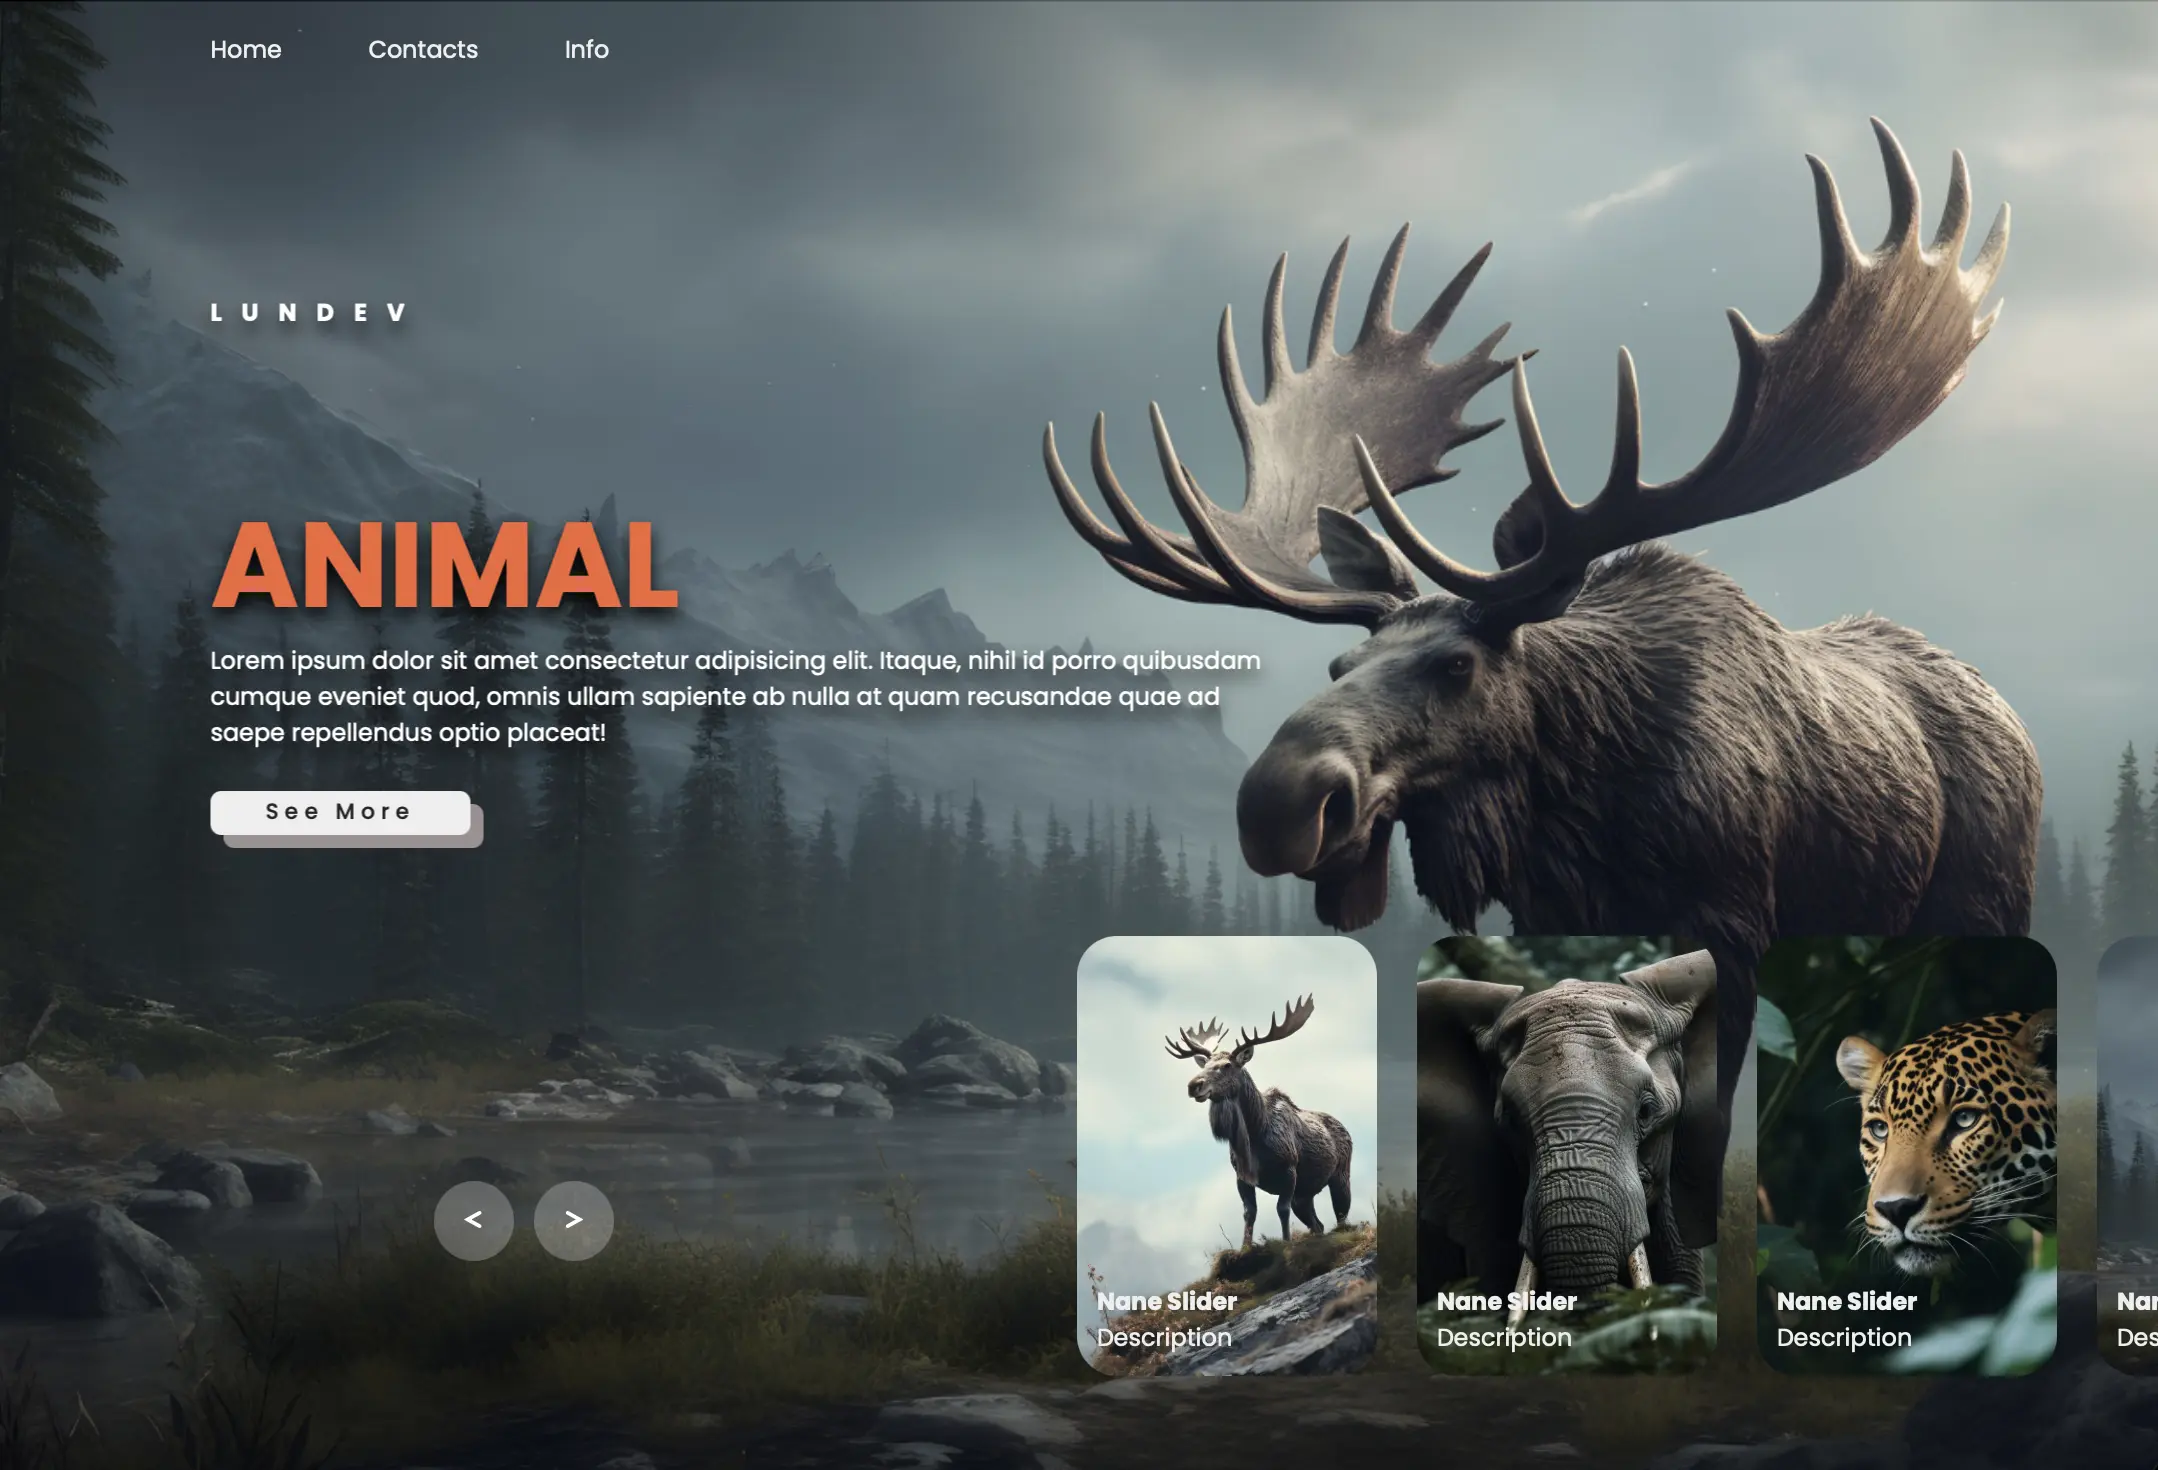 Home Contacts Info
LUNDEV
ANIMAL
Lorem ipsum dolor sit amet consectetur adipisicing elit. Itaque, nihil id porro quibusdam
cumque eveniet quod, omnis ullam sapiente ab nulla at quam recusandae quae ad
saepe repellendus optio placeat!
See More
< >
Nane Slider
Description
Nane Slider
Description
Nane Slider
Description
Nar
Des